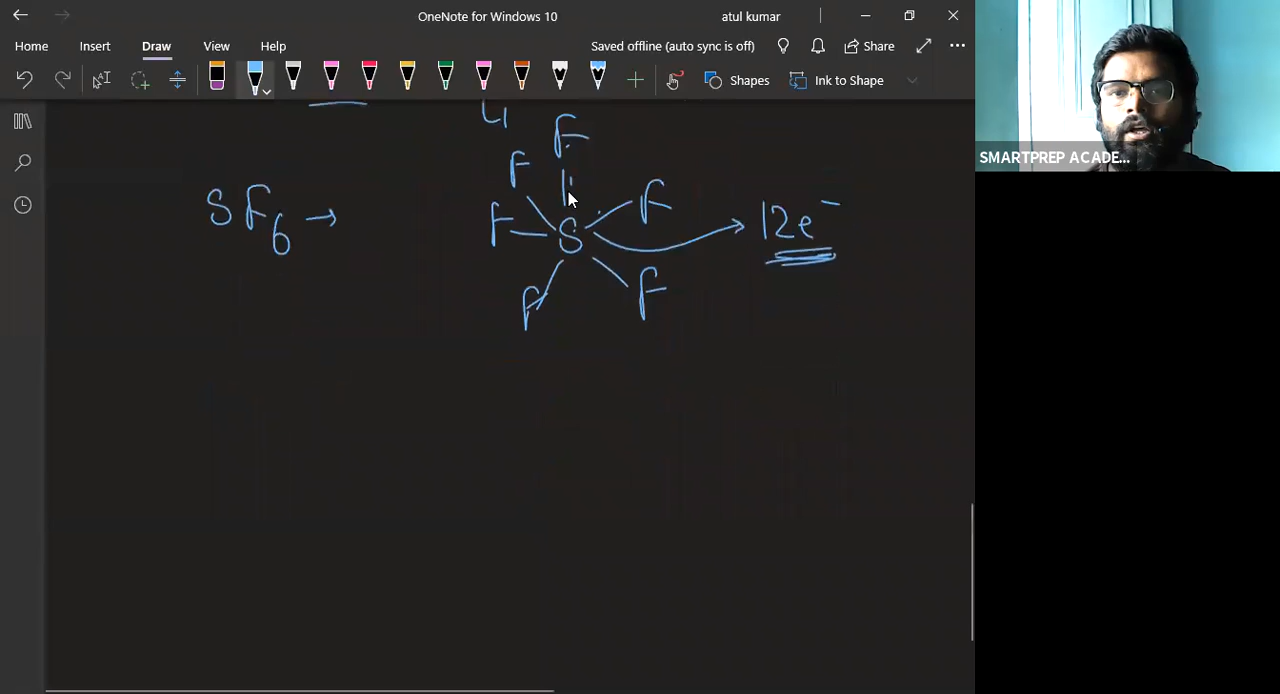 OneNote for Windows 10
atul kumar
Home Insert Draw View Help
Saved offline (auto sync is off)
Share
Shapes
Ink to Shape
SMARTPREP ACADE...
F
F
SF6 →
F
F
S
12e⁻
F
F